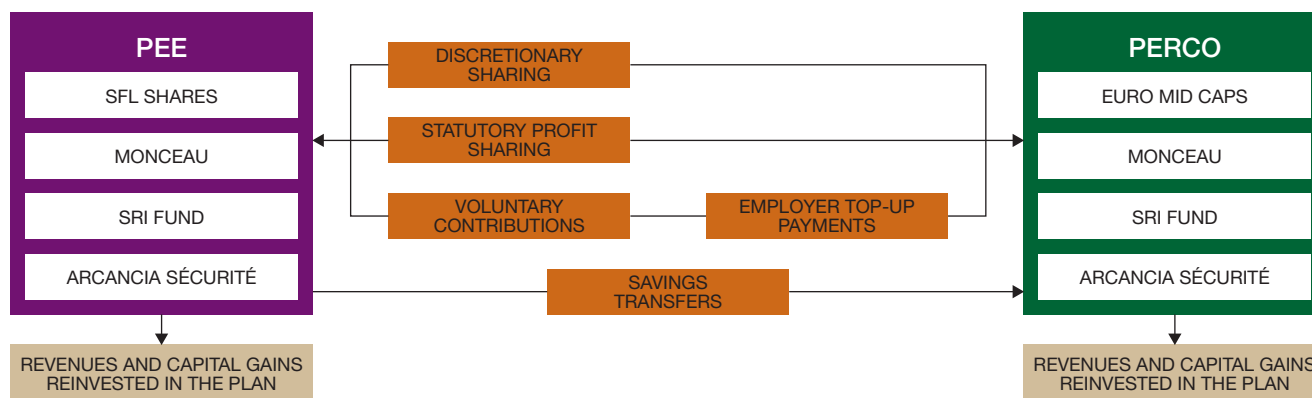 PEE
SFL SHARES
MONCEAU
SRI FUND
ARCANCIA SÉCURITÉ
REVENUES AND CAPITAL GAINS
REINVESTED IN THE PLAN
DISCRETIONARY
SHARING
STATUTORY PROFIT
SHARING
VOLUNTARY
CONTRIBUTIONS
EMPLOYER TOP-UP
PAYMENTS
SAVINGS
TRANSFERS
PERCO
EURO MID CAPS
MONCEAU
SRI FUND
ARCANCIA SÉCURITÉ
REVENUES AND CAPITAL GAINS
REINVESTED IN THE PLAN